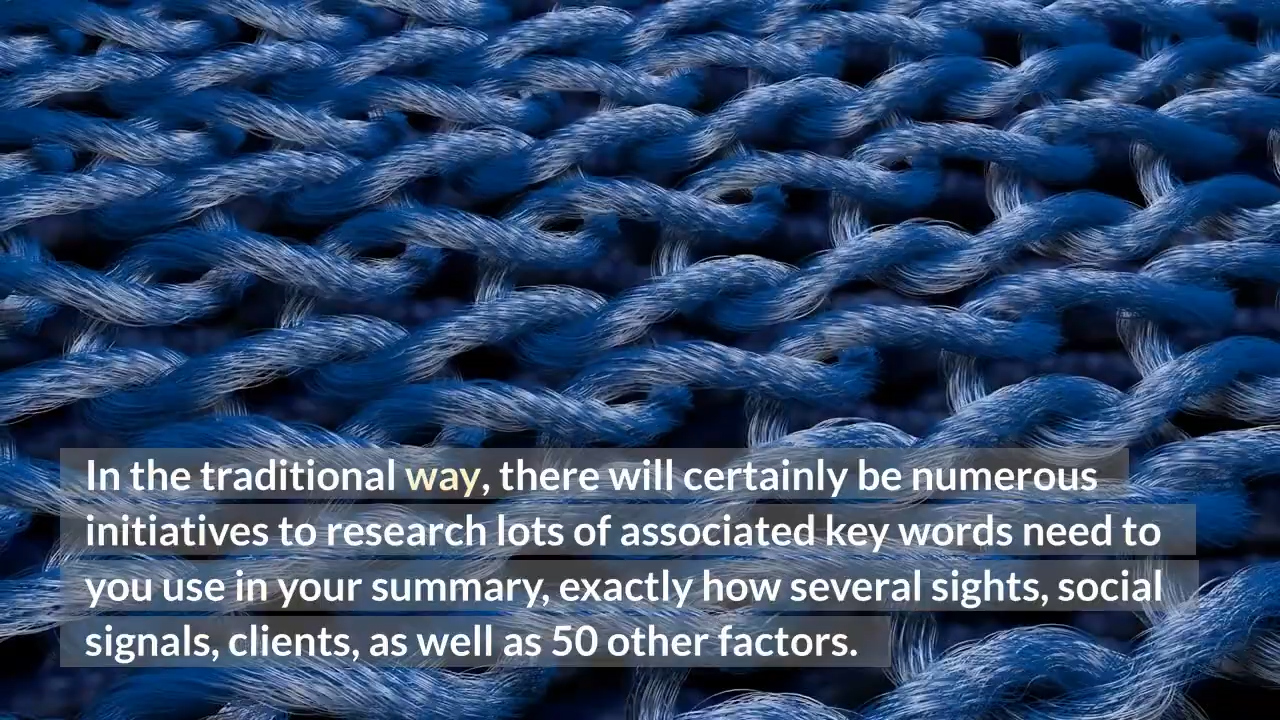 In the traditional way, there will certainly be numerous
initiatives to research lots of associated key words need to
you use in your summary, exactly how several sights, social
signals, clients, as well as 50 other factors.